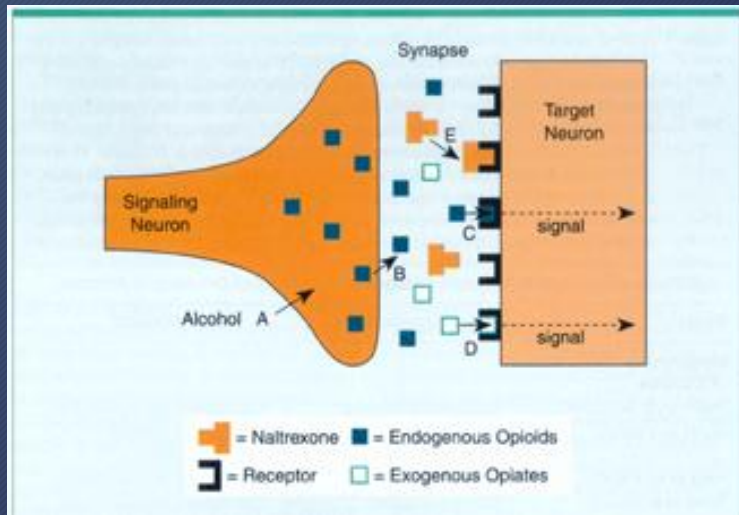 Synapse
Signaling
Neuron
Target
Neuron
E
C
signal
B
Alcohol A
D
signal
= Naltrexone
= Endogenous Opioids
= Receptor
= Exogenous Opiates